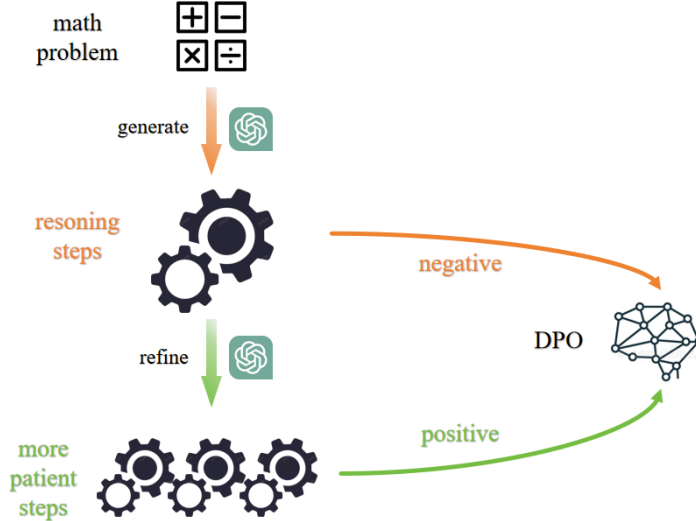 math
problem
generate
resoning
steps
negative
refine
DPO
more
patient
steps
positive